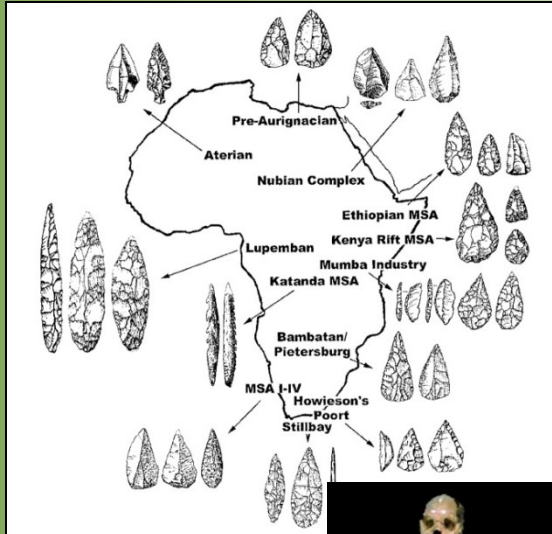 Pre-Aurignacian
Aterian
Nubian Complex
Ethiopian MSA
Kenya Rift MSA
Lupemban
Mumba Industry
Katanda MSA
Bambatan/
Pietersburg
MSA I-IV
Howieson's
Poort
Stillbay